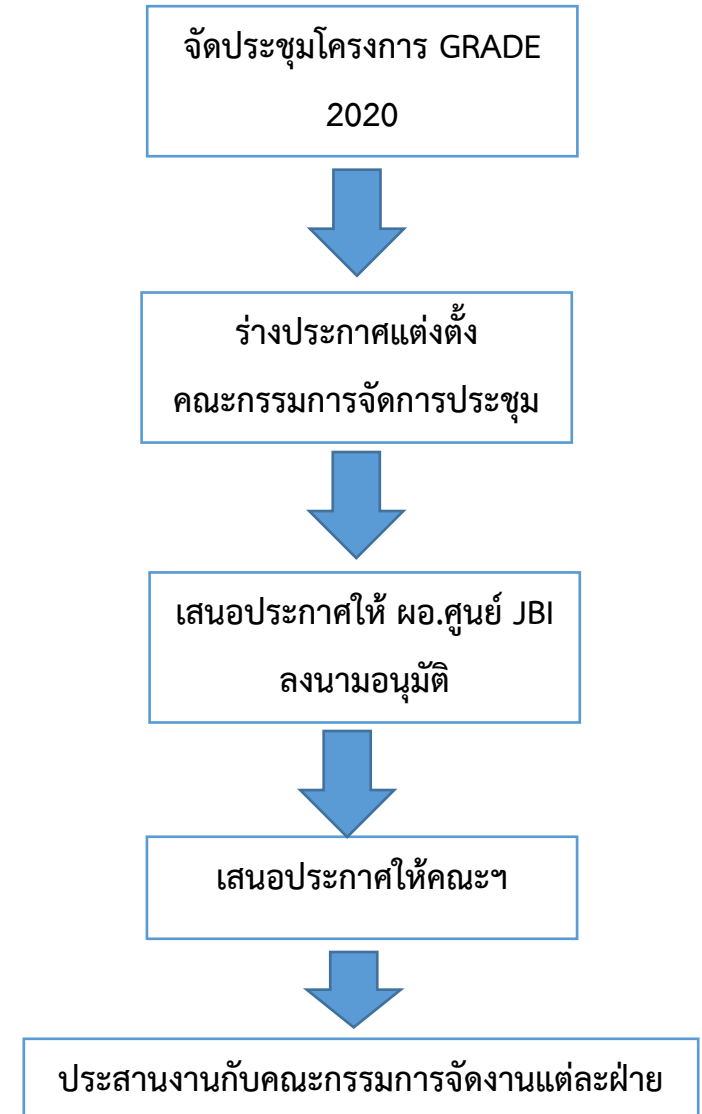 จัดประชุมโครงการ GRADE
2020
ร่างประกาศแต่งตั้ง
คณะกรรมการจัดการประชุม
เสนอประกาศให้ ผอ.ศูนย์ JBI
ลงนามอนุมัติ
เสนอประกาศให้คณะฯ
ประสานงานกับคณะกรรมการจัดงานแต่ละฝ่าย